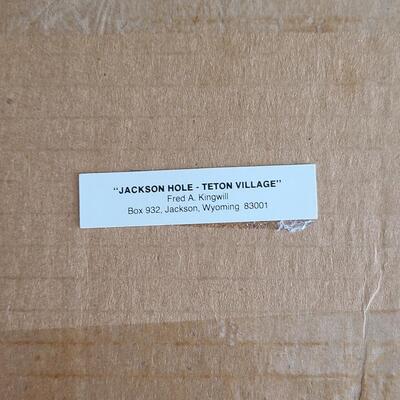 "JACKSON HOLE - TETON VILLAGE"
Fred A. Kingwill
Box 932, Jackson, Wyoming 83001